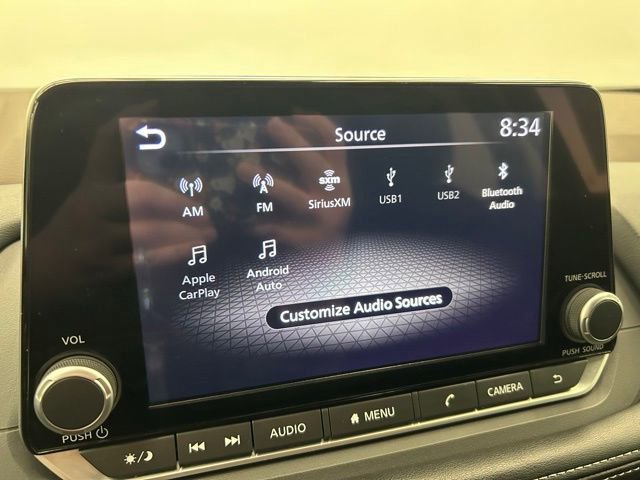 Source
8:34
AM
FM
sxm
SiriusXM
USB1
USB2
Bluetooth
Audio
Apple
CarPlay
Android
Auto
Customize Audio Sources
VOL
PUSH
TUNE·SCROLL
PUSH SOUND
AUDIO
MENU
CAMERA